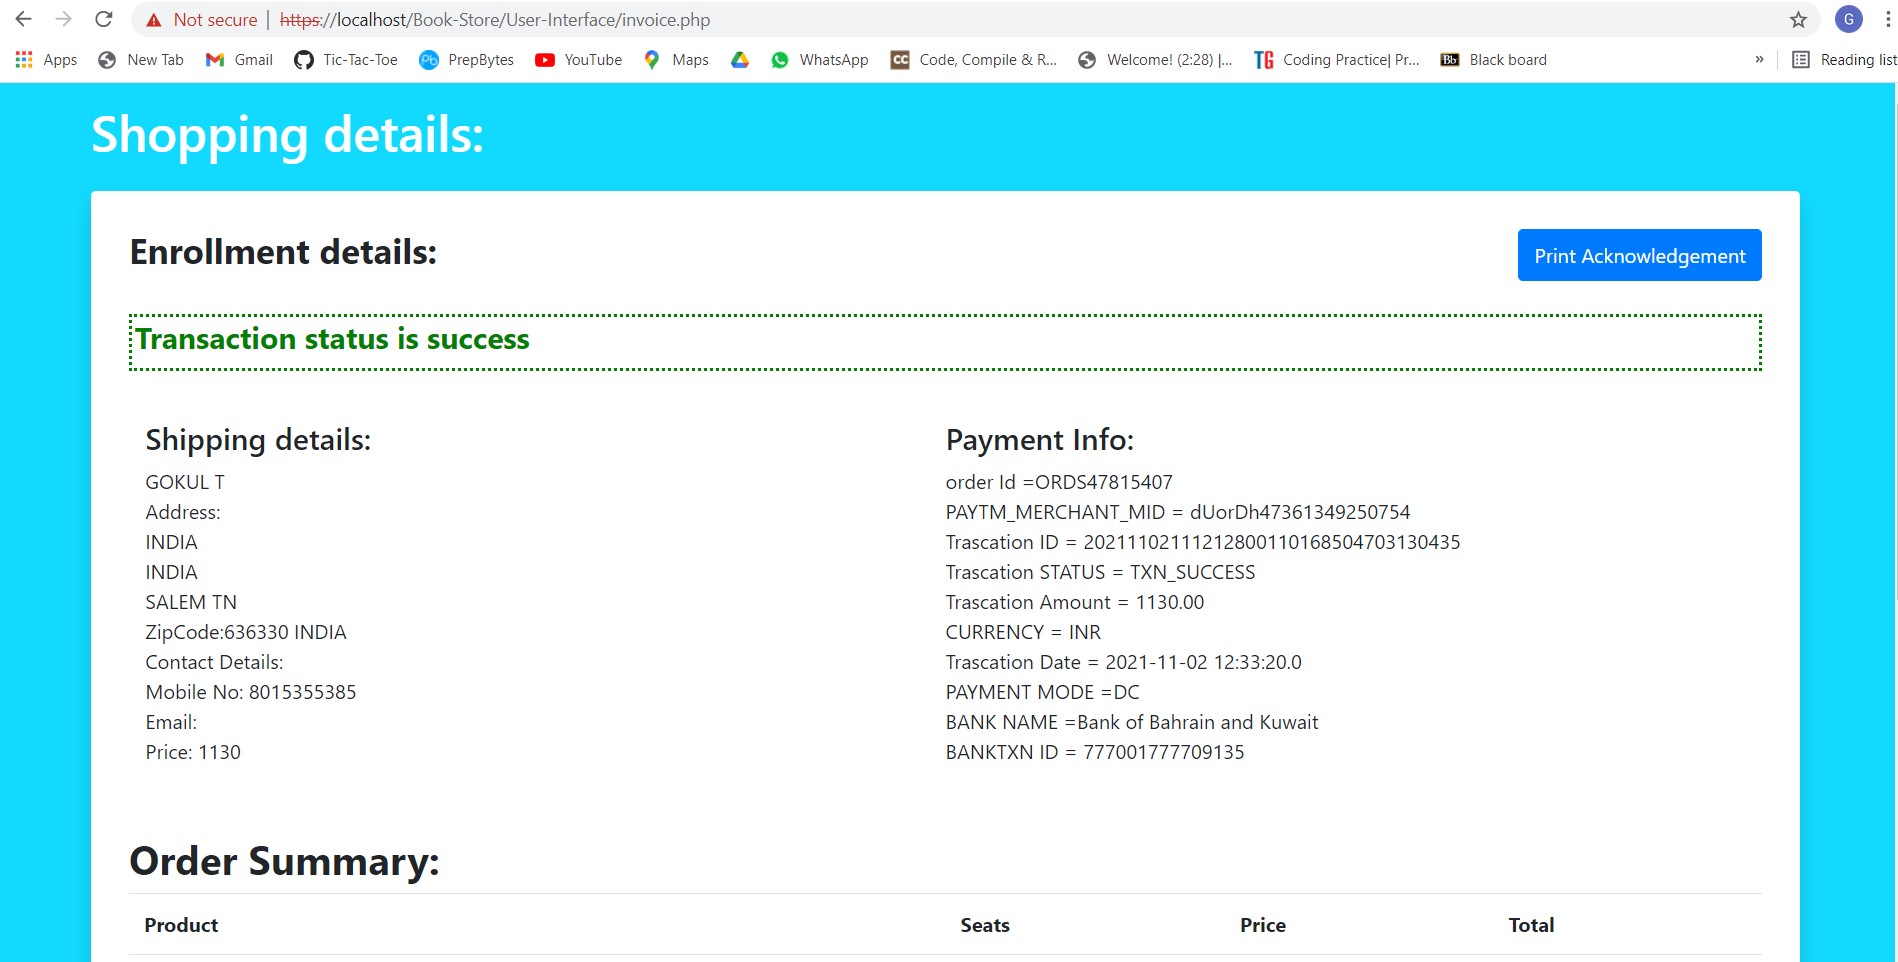 Not secure | https://localhost/Book-Store/User-Interface/invoice.php
G
Apps New Tab Gmail Tic-Tac-Toe Pb PrepBytes YouTube Maps WhatsApp CC Code, Compile & R... Welcome! (2:28) |... TG Coding Practice| Pr... Bb Black board » Reading list
Shopping details:
Enrollment details:
Print Acknowledgement
Transaction status is success
Shipping details:
GOKUL T
Address:
INDIA
INDIA
SALEM TN
ZipCode:636330 INDIA
Contact Details:
Mobile No: 8015355385
Email:
Price: 1130
Payment Info:
order Id =ORDS47815407
PAYTM_MERCHANT_MID = dUorDh47361349250754
Trascation ID = 20211102111212800110168504703130435
Trascation STATUS = TXN_SUCCESS
Trascation Amount = 1130.00
CURRENCY = INR
Trascation Date = 2021-11-02 12:33:20.0
PAYMENT MODE =DC
BANK NAME =Bank of Bahrain and Kuwait
BANKTXN ID = 777001777709135
Order Summary:
Product Seats Price Total